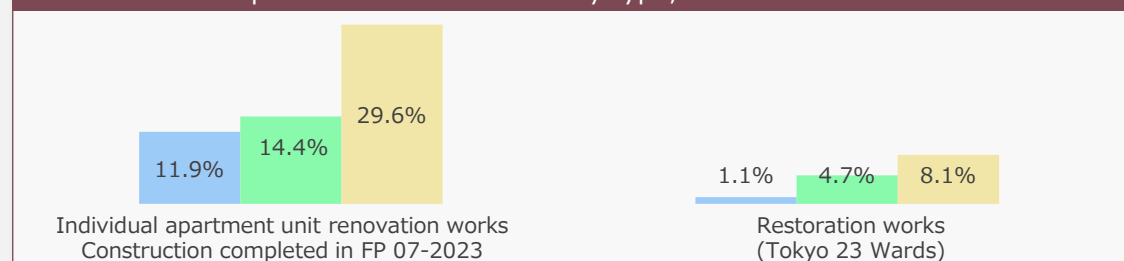 29.6%
14.4%
11.9%
1.1% 4.7% 8.1%
Individual apartment unit renovation works
Construction completed in FP 07-2023
Restoration works
(Tokyo 23 Wards)